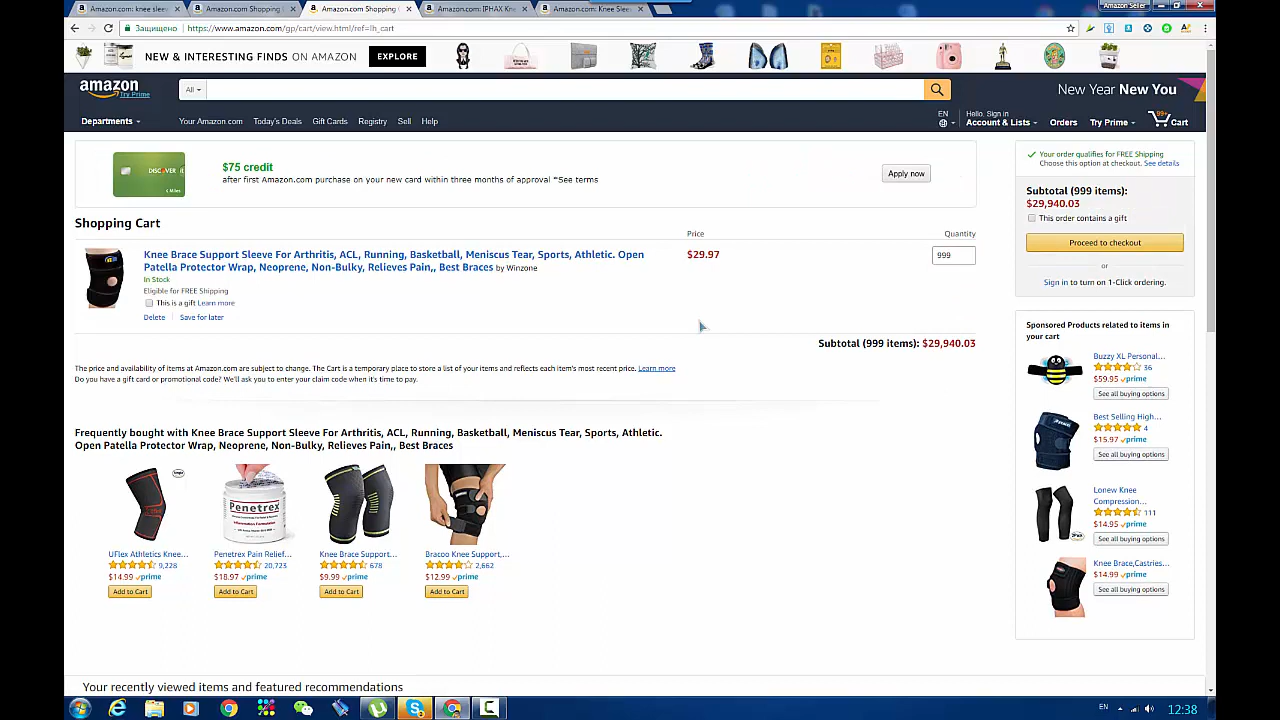 Amazon.com: knee slee
Amazon.com Shopping
Amazon.com Shopping
Amazon.com: IPHAX Kne
Amazon.com: Knee Slee
Amazon Seller
Защищено
https://www.amazon.com/gp/cart/view.html/ref=lh_cart
NEW & INTERESTING FINDS ON AMAZON
EXPLORE
amazon
Try Prime
All
New Year New You
Departments
Your Amazon.com
Today's Deals
Gift Cards
Registry
Sell
Help
EN
Hello. Sign in
Account & Lists
Orders
Try Prime
99+
Cart
DISCOVER it
$75 credit
after first Amazon.com purchase on your new card within three months of approval *See terms
Apply now
Your order qualifies for FREE Shipping
Choose this option at checkout. See details
Subtotal (999 items):
$29,940.03
This order contains a gift
Proceed to checkout
or
Sign in to turn on 1-Click ordering.
Shopping Cart
Price
Quantity
Knee Brace Support Sleeve For Arthritis, ACL, Running, Basketball, Meniscus Tear, Sports, Athletic. Open
Patella Protector Wrap, Neoprene, Non-Bulky, Relieves Pain,, Best Braces by Winzone
$29.97
999
In Stock
Eligible for FREE Shipping
This is a gift Learn more
Delete
Save for later
Subtotal (999 items): $29,940.03
The price and availability of items at Amazon.com are subject to change. The Cart is a temporary place to store a list of your items and reflects each item's most recent price. Learn more
Do you have a gift card or promotional code? We'll ask you to enter your claim code when it's time to pay.
Sponsored Products related to items in
your cart
Buzzy XL Personal...
36
$59.95 prime
See all buying options
Best Selling High...
4
$15.97 prime
See all buying options
Lonew Knee
Compression...
111
$14.95 prime
See all buying options
Knee Brace,Castries...
$14.99 prime
See all buying options
Frequently bought with Knee Brace Support Sleeve For Arthritis, ACL, Running, Basketball, Meniscus Tear, Sports, Athletic.
Open Patella Protector Wrap, Neoprene, Non-Bulky, Relieves Pain,, Best Braces
Penetrex
UFlex Athletics Knee...
9,228
$14.99 prime
Add to Cart
Penetrex Pain Relief...
20,723
$18.97 prime
Add to Cart
Knee Brace Support...
678
$9.99 prime
Add to Cart
Bracoo Knee Support,...
2,662
$12.99 prime
Add to Cart
Your recently viewed items and featured recommendations
EN
12:38